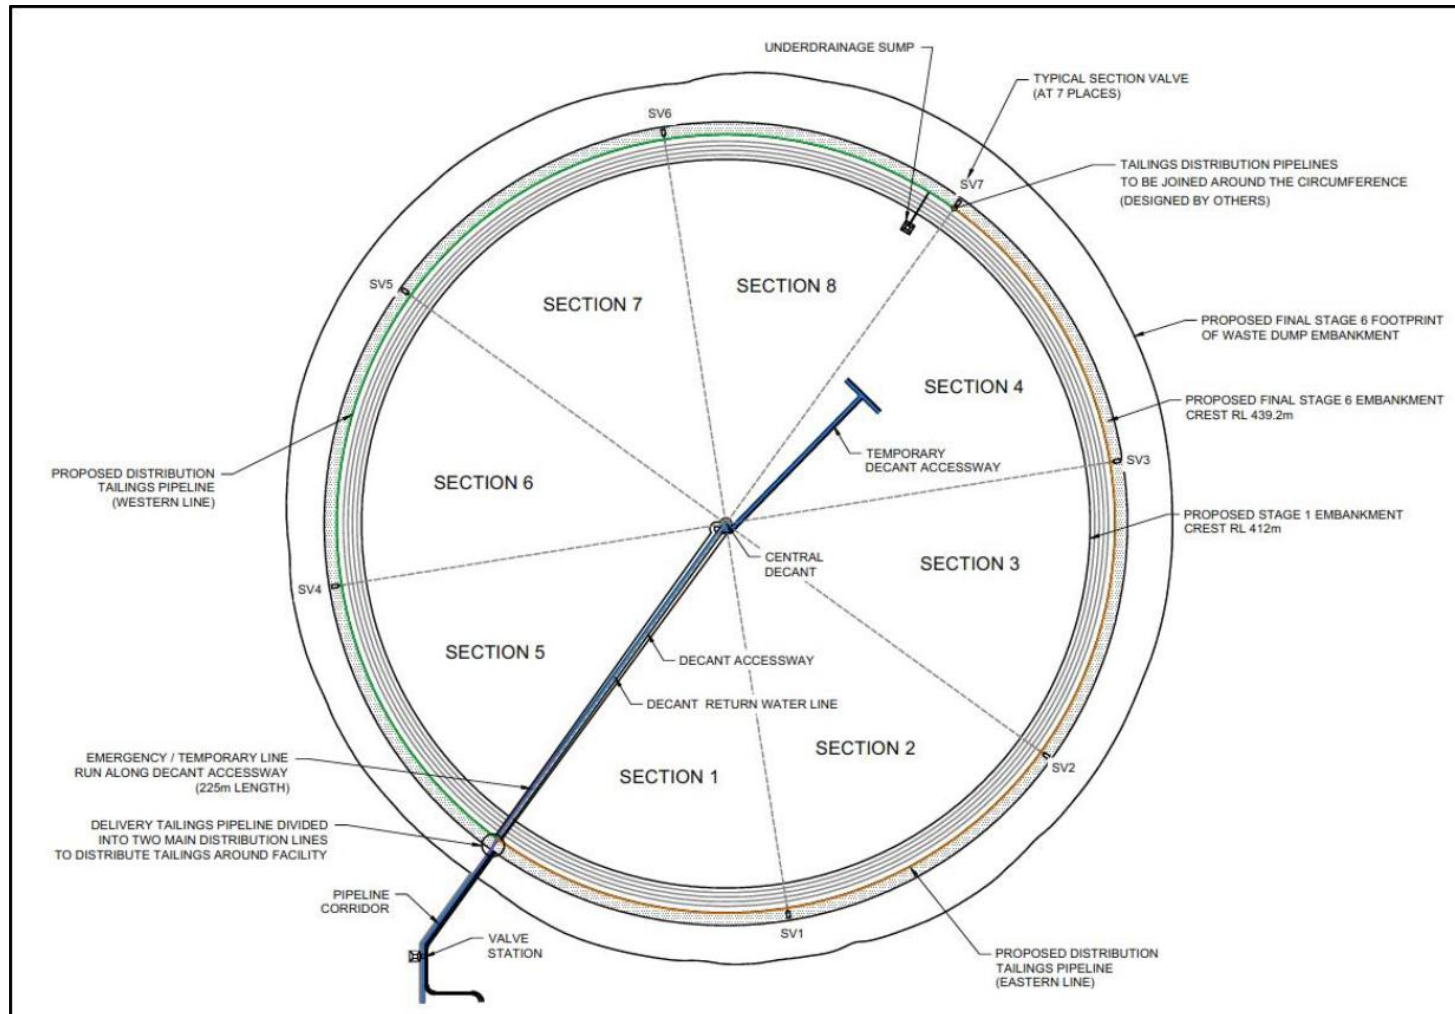 UNDERDRAINAGE SUMP
TYPICAL SECTION VALVE
(AT 7 PLACES)
SV6
SV7
TAILINGS DISTRIBUTION PIPELINES
TO BE JOINED AROUND THE CIRCUMFERENCE
(DESIGNED BY OTHERS)
SV5
SECTION 7
SECTION 8
PROPOSED FINAL STAGE 6 FOOTPRINT
OF WASTE DUMP EMBANKMENT
SECTION 4
PROPOSED FINAL STAGE 6 EMBANKMENT
CREST RL 439.2m
TEMPORARY
DECANT ACCESSWAY
SV3
PROPOSED DISTRIBUTION
TAILINGS PIPELINE
(WESTERN LINE)
SECTION 6
PROPOSED STAGE 1 EMBANKMENT
CREST RL 412m
CENTRAL
DECANT
SECTION 3
SV4
SECTION 5
DECANT ACCESSWAY
DECANT RETURN WATER LINE
SECTION 2
SV2
SECTION 1
EMERGENCY / TEMPORARY LINE
RUN ALONG DECANT ACCESSWAY
(225m LENGTH)
DELIVERY TAILINGS PIPELINE DIVIDED
INTO TWO MAIN DISTRIBUTION LINES
TO DISTRIBUTE TAILINGS AROUND FACILITY
PIPELINE
CORRIDOR
SV1
VALVE
STATION
PROPOSED DISTRIBUTION
TAILINGS PIPELINE
(EASTERN LINE)